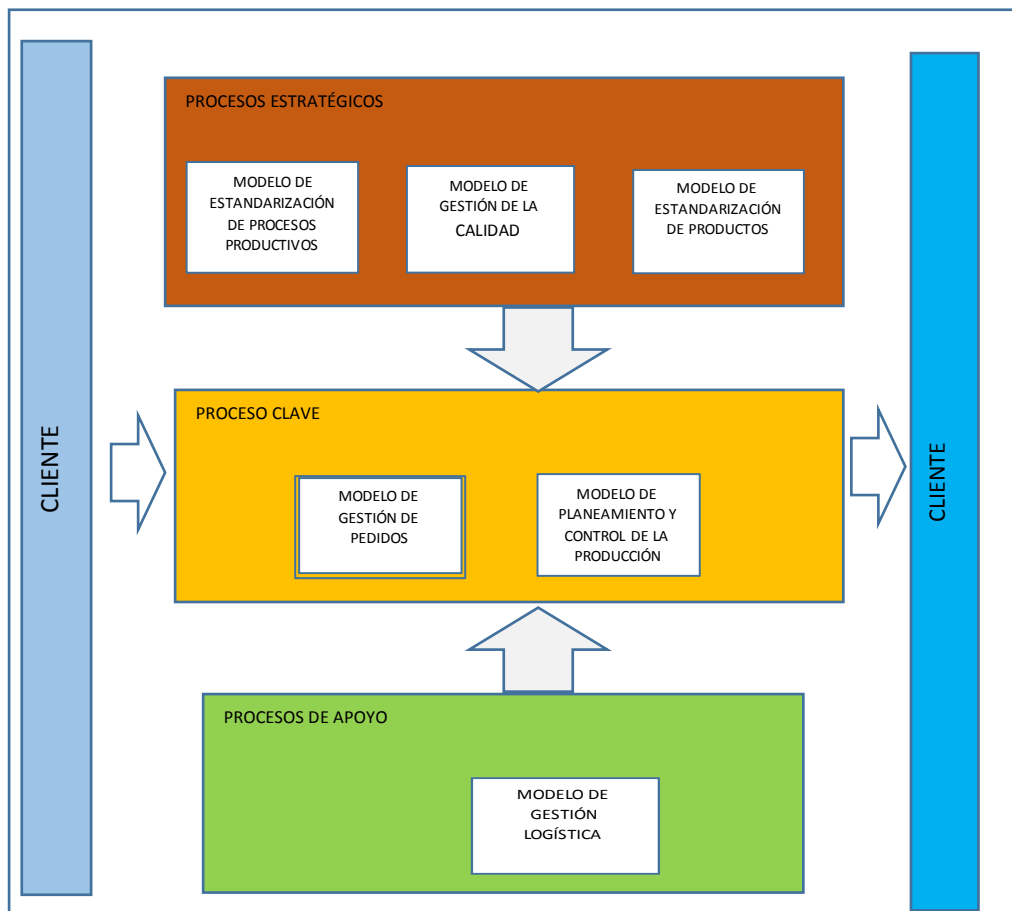 CLIENTE
PROCESOS ESTRATÉGICOS
MODELO DE
ESTANDARIZACIÓN
DE PROCESOS
PRODUCTIVOS
MODELO DE
GESTIÓN DE LA
CALIDAD
MODELO DE
ESTANDARIZACIÓN
DE PRODUCTOS
PROCESO CLAVE
MODELO DE
GESTIÓN DE
PEDIDOS
MODELO DE
PLANEAMIENTO Y
CONTROL DE LA
PRODUCCIÓN
PROCESOS DE APOYO
MODELO DE
GESTIÓN
LOGÍSTICA
CLIENTE